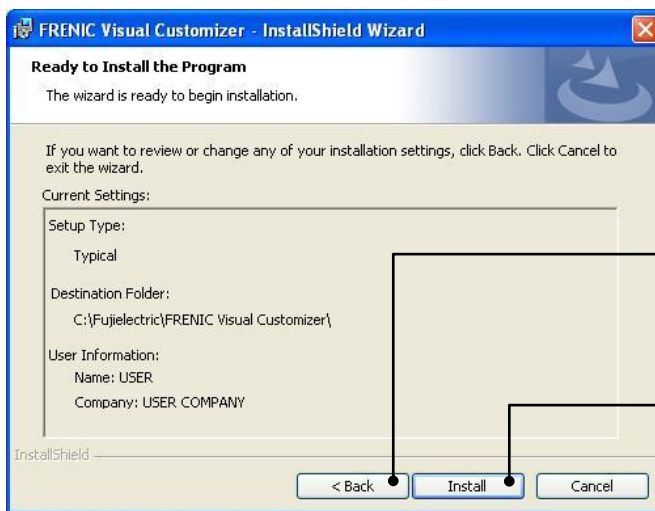 FRENIC Visual Customizer - InstallShield Wizard
Ready to Install the Program
The wizard is ready to begin installation.
If you want to review or change any of your installation settings, click Back. Click Cancel to
exit the wizard.
Current Settings:
Setup Type:
Typical
Destination Folder:
C:\Fujielectric\FRENIC Visual Customizer\
User Information:
Name: USER
Company: USER COMPANY
InstallShield
< Back
Install
Cancel